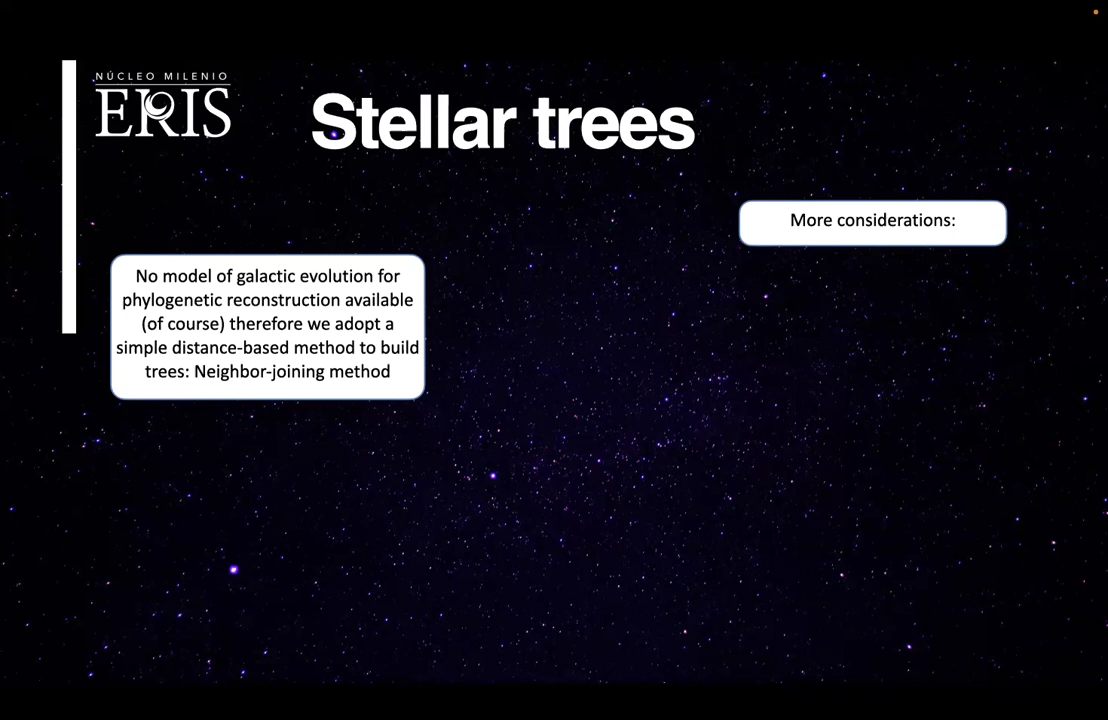 NÚCLEO MILENIO
ERIS
Stellar trees
More considerations:
No model of galactic evolution for
phylogenetic reconstruction available
(of course) therefore we adopt a
simple distance-based method to build
trees: Neighbor-joining method